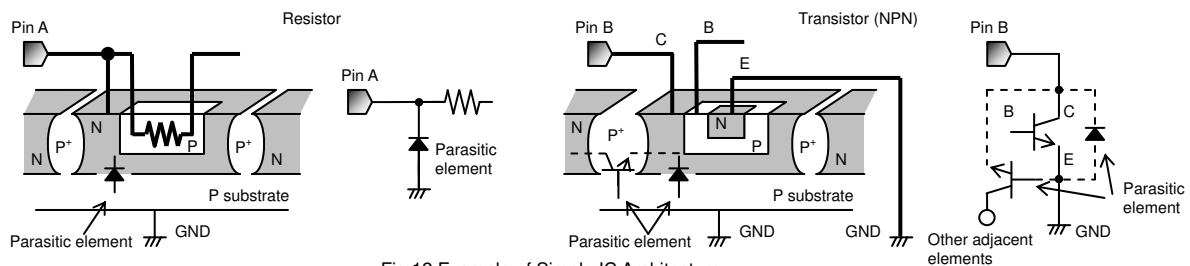 Resistor
Pin A
N
N
P
P+
P+
N
P substrate
Parasitic element
GND
Pin A
Parasitic
element
Transistor (NPN)
Pin B
C
B
E
N
N
P
P+
P+
N
P substrate
Parasitic element
GND
GND
Pin B
B
C
E
Parasitic
element
GND
Other adjacent
elements